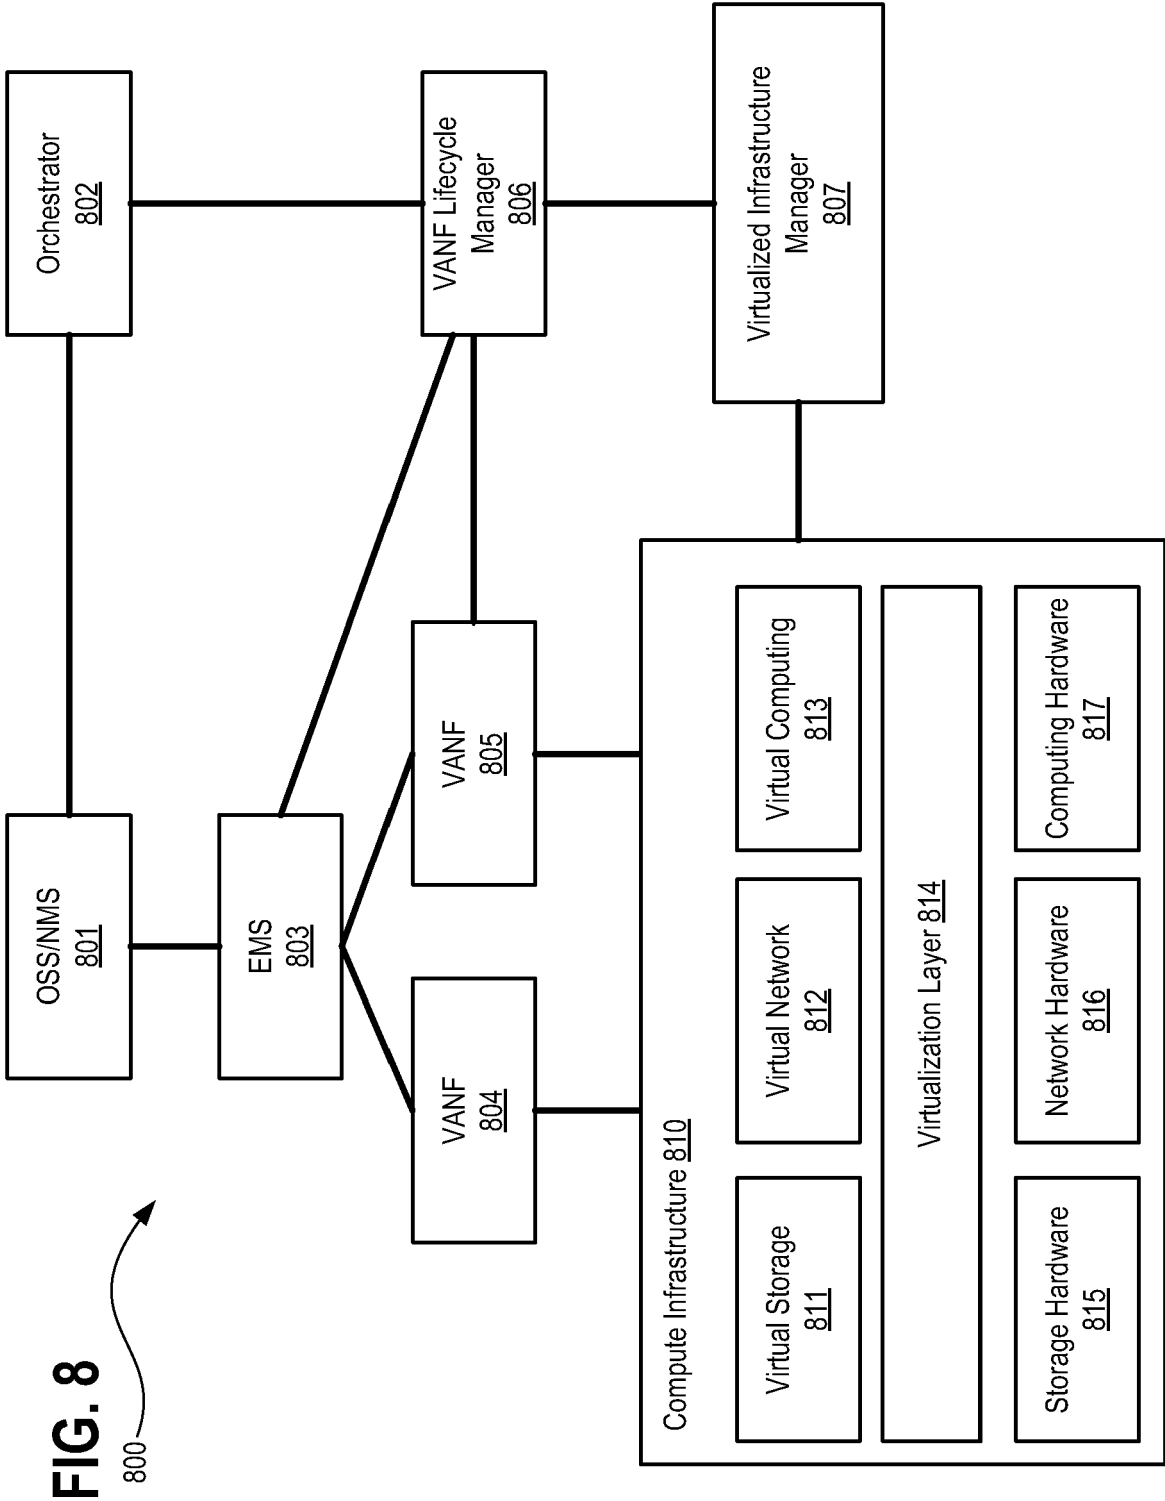 FIG. 8
800
OSS/NMS
801
Orchestrator
802
EMS
803
VANF
804
VANF
805
VANF Lifecycle
Manager
806
Virtualized Infrastructure
Manager
807
Compute Infrastructure 810
Virtual Storage
811
Virtual Network
812
Virtual Computing
813
Virtualization Layer 814
Storage Hardware
815
Network Hardware
816
Computing Hardware
817